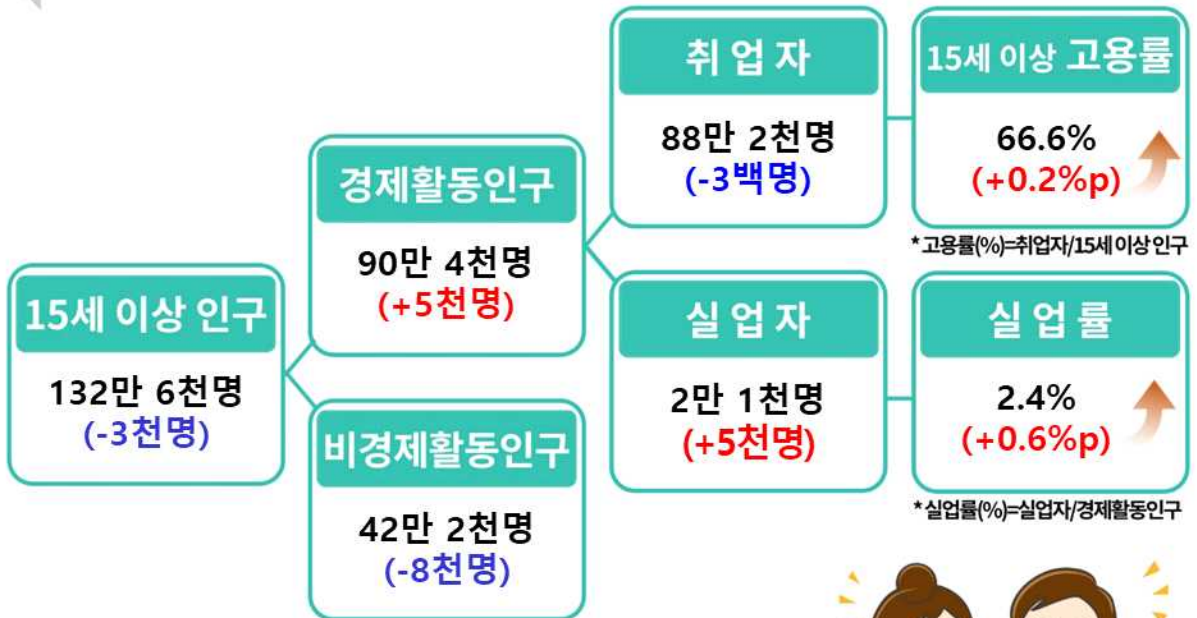 15세 이상 인구
132만 6천명
(-3천명)
경제활동인구
90만 4천명
(+5천명)
비경제활동인구
42만 2천명
(-8천명)
취 업 자
88만 2천명
(-3백명)
15세 이상 고용률
66.6%
(+0.2%p)
* 고용률(%)=취업자/15세 이상 인구
실 업 자
2만 1천명
(+5천명)
실 업 률
2.4%
(+0.6%p)
* 실업률(%)=실업자/경제활동인구